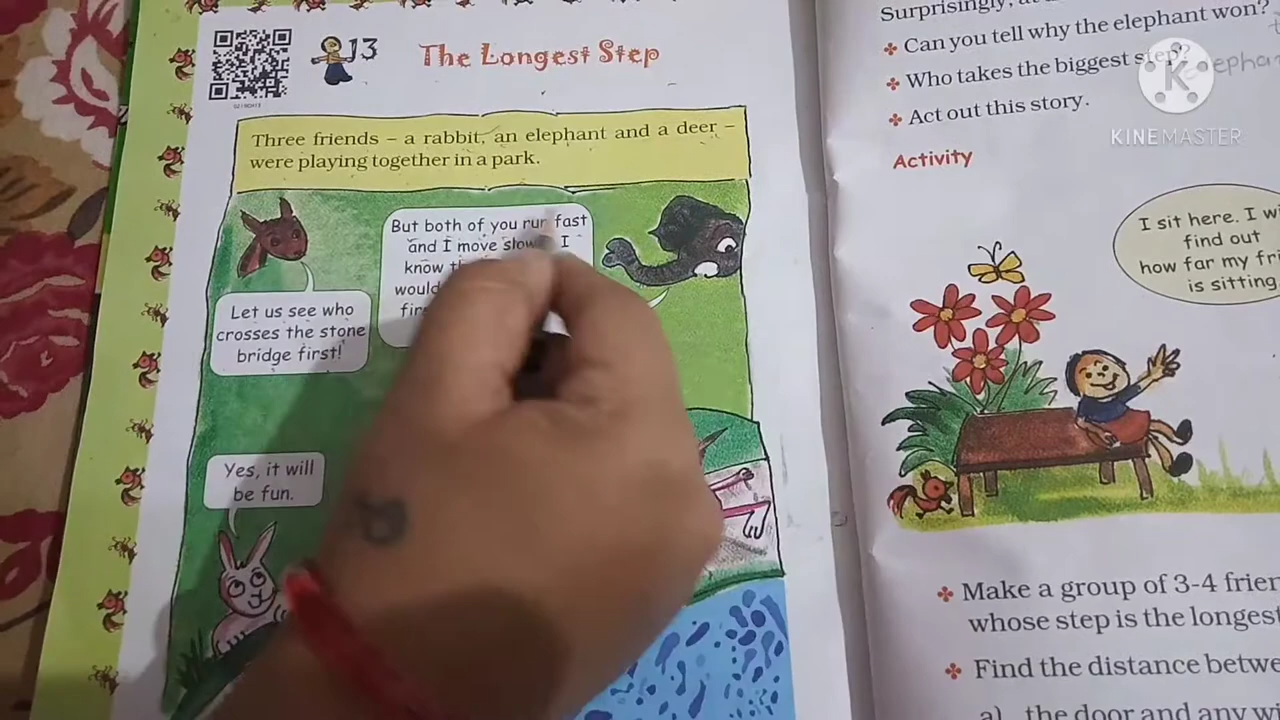 13
The Longest Step
Three friends – a rabbit, an elephant and a deer –
were playing together in a park.
But both of you run fast
and I move slow
I
know
would
Let us see who
crosses the stone
bridge first!
Yes, it will
be fun.
Surprisingly,
Can you tell why the elephant won?
Who takes the biggest step?
Act out this story.
KINEMASTER
Activity
I sit here. I
find out
how far my
is sitting
Make a group of 3-4
whose step is the longest
Find the distance
a) the door and any